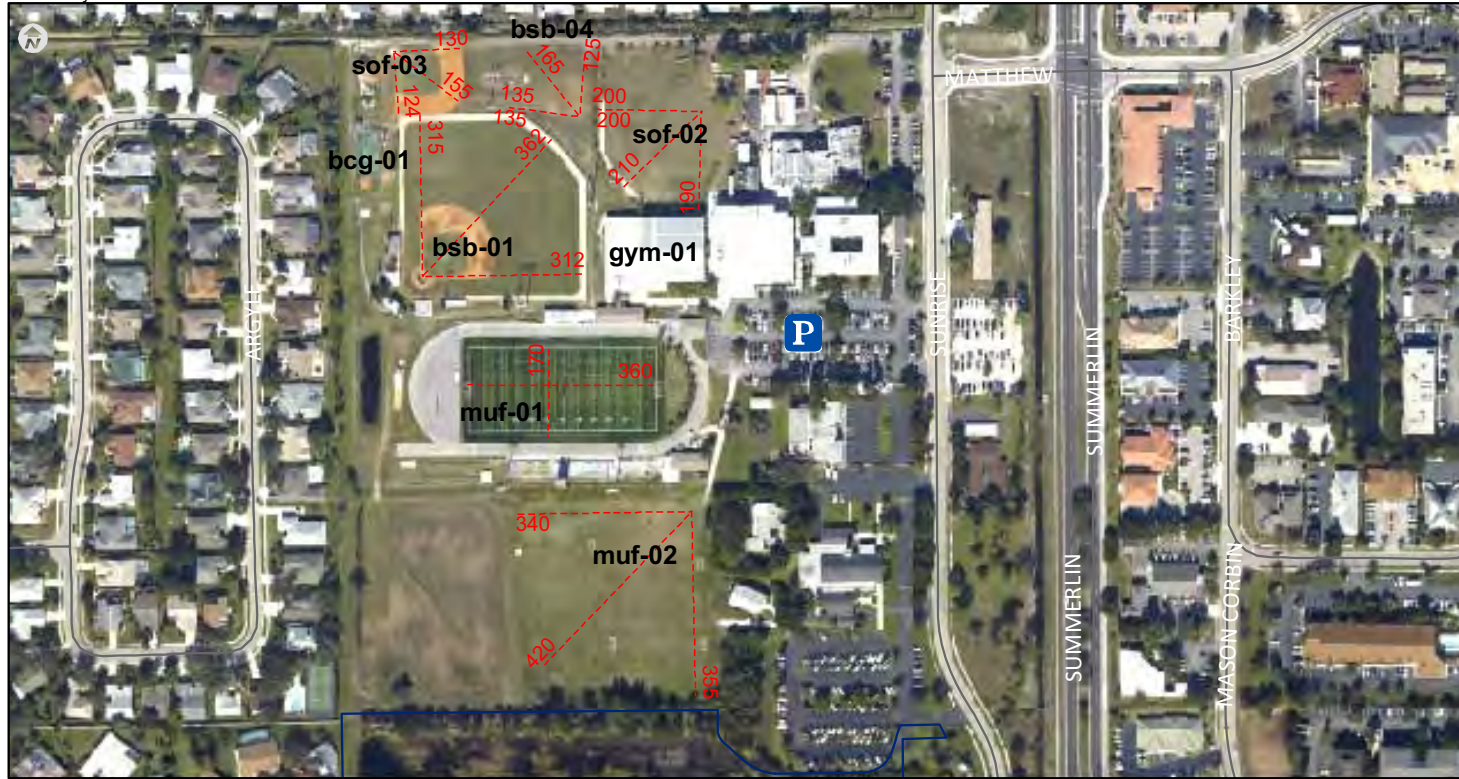 N
130
bsb-04
sof-03
165
125
155
124
135
200
135
200
315
362
sof-02
bcg-01
210
190
bsb-01
312
gym-01
MATTHEW
ARGYLE
SUNRISE
SUMMERLIN
BARKLEY
P
170
360
muf-01
340
muf-02
420
355
SUMMERLIN
MASON CORBIN